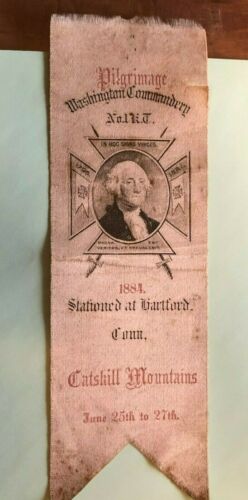 Pilgrimage
Washington Commandery
No. 1 K.T.
IN HOC SIGNO VINCES.
1884.
Stationed at Hartford.
Conn.
Catskill Mountains
June 25th to 27th.